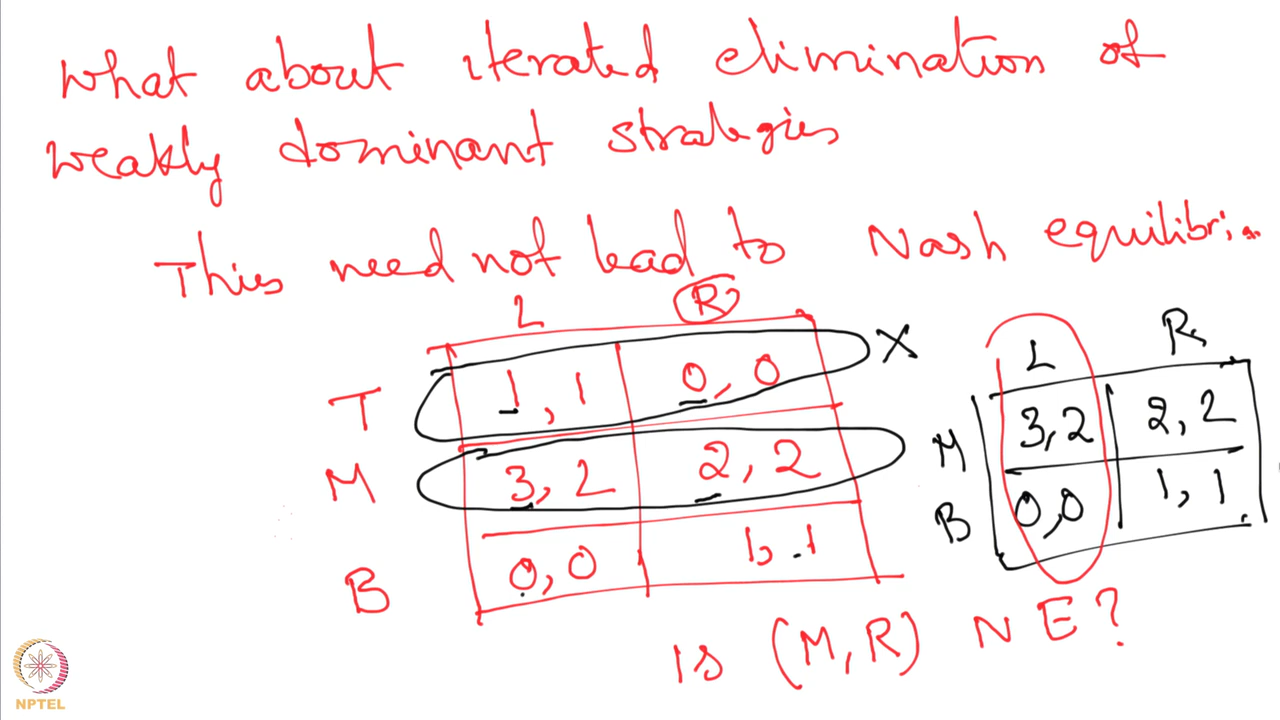 What about iterated elimination of
weakly dominant strategies
This need not lead to Nash equilibria
L R
T 1, 1 0, 0 X
M 3, 2 2, 2
B 0, 0 1, 1
L R
M 3, 2 2, 2
B 0, 0 1, 1
Is (M, R) NE?
NPTEL